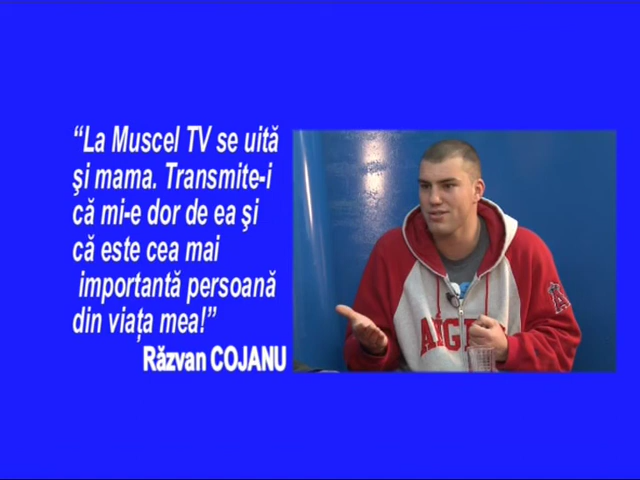 “La Muscel TV se uită
şi mama. Transmite-i
că mi-e dor de ea şi
că este cea mai
importantă persoană
din viaţa mea!”
Răzvan COJANU
A